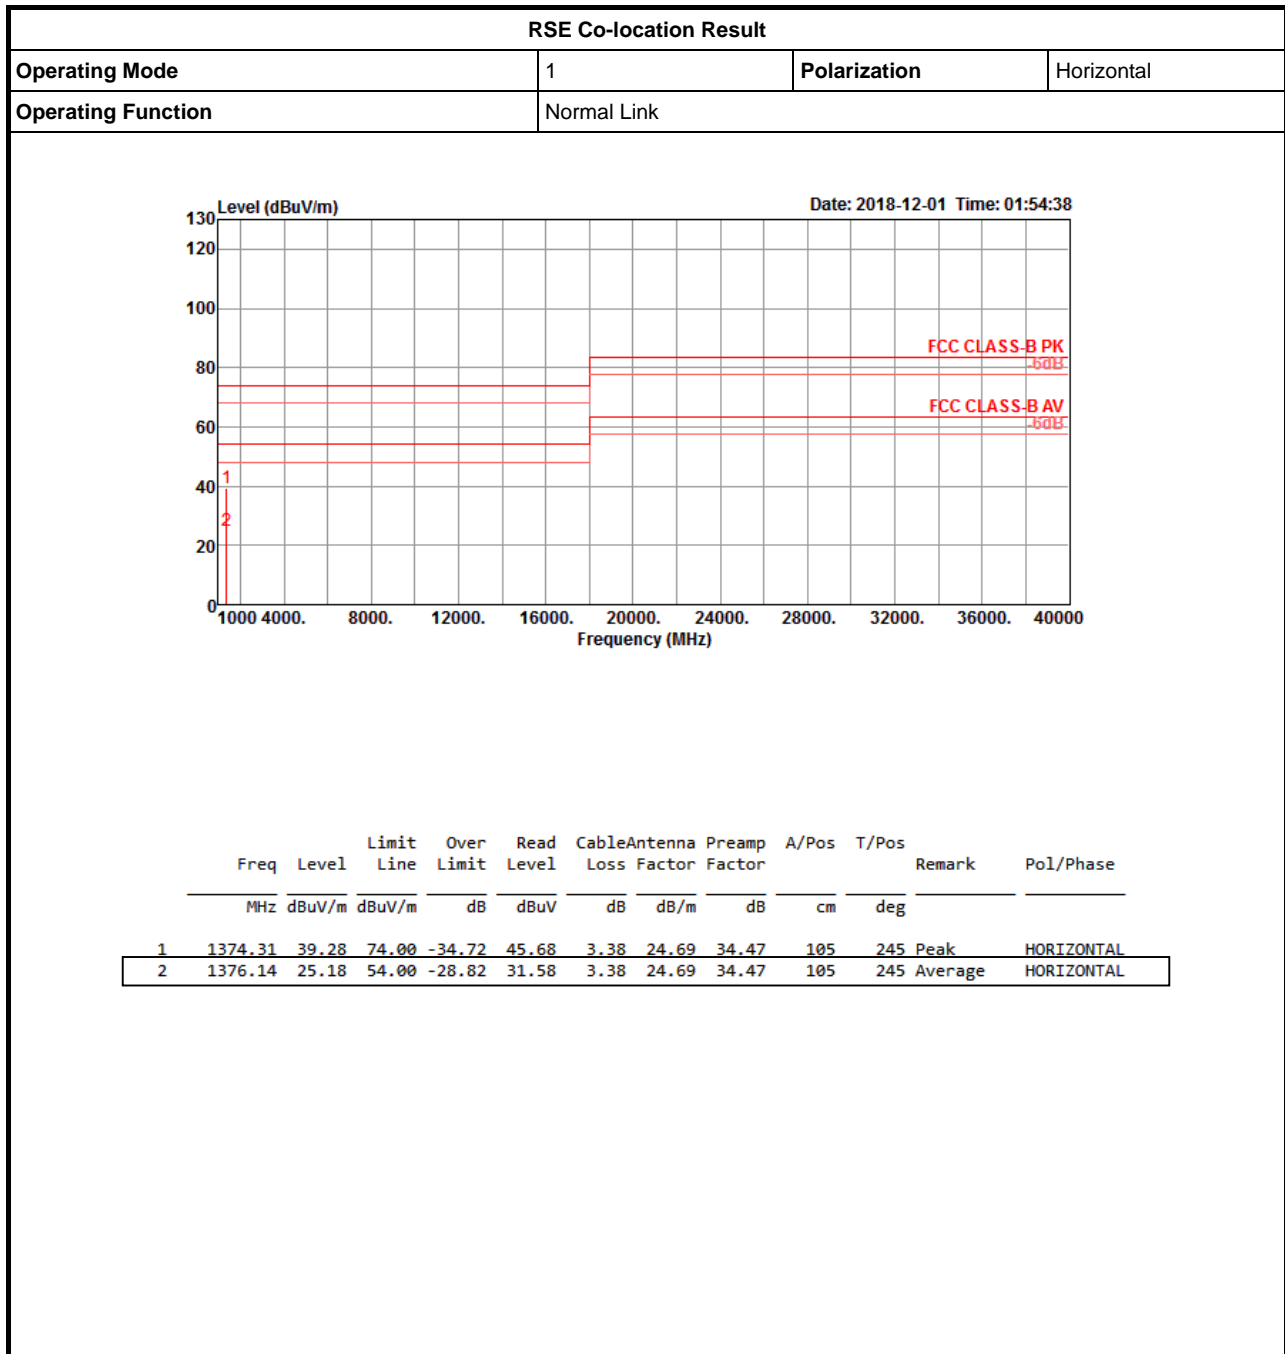 RSE Co-location Result
Operating Mode 1 Polarization Horizontal
Operating Function Normal Link
Level (dBuV/m) Date: 2018-12-01 Time: 01:54:38
130
120
100
80
60
40
20
0
FCC CLASS-B PK
-6dB
FCC CLASS-B AV
-6dB
1
2
1000 4000. 8000. 12000. 16000. 20000. 24000. 28000. 32000. 36000. 40000
Frequency (MHz)
Limit Over Read CableAntenna Preamp A/Pos T/Pos
Freq Level Line Limit Level Loss Factor Factor Remark Pol/Phase
MHz dBuV/m dBuV/m dB dBuV dB dB/m dB cm deg
1 1374.31 39.28 74.00 -34.72 45.68 3.38 24.69 34.47 105 245 Peak HORIZONTAL
2 1376.14 25.18 54.00 -28.82 31.58 3.38 24.69 34.47 105 245 Average HORIZONTAL